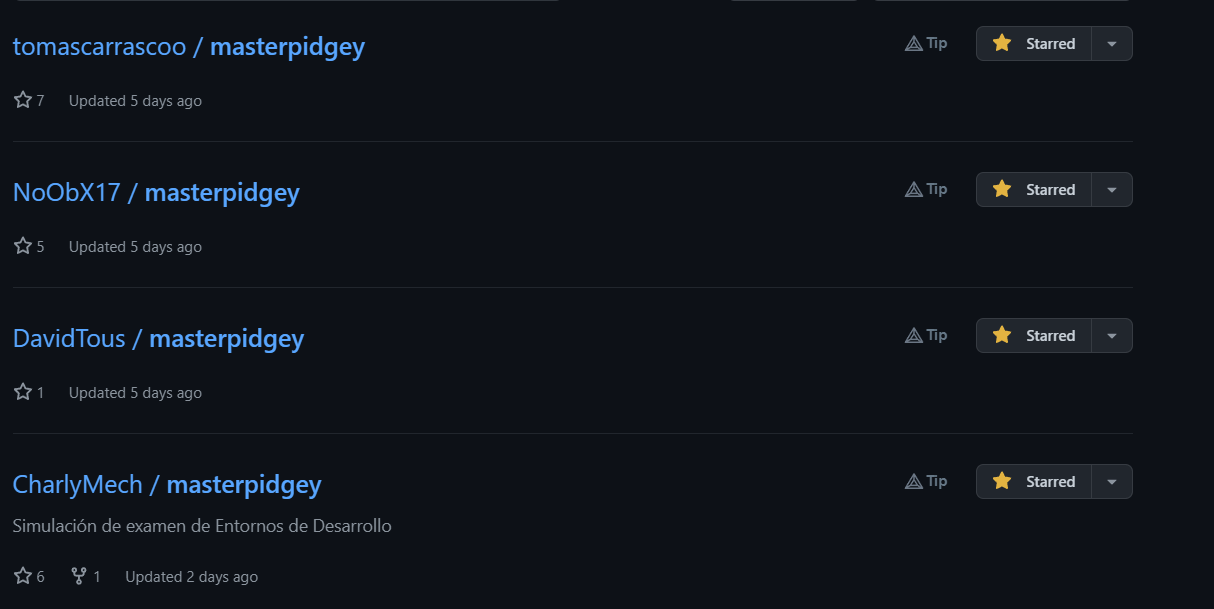 tomascarrascoo / masterpidgey
Tip
Starred
7 Updated 5 days ago
NoObX17 / masterpidgey
Tip
Starred
5 Updated 5 days ago
DavidTous / masterpidgey
Tip
Starred
1 Updated 5 days ago
CharlyMech / masterpidgey
Tip
Starred
Simulación de examen de Entornos de Desarrollo
6 1 Updated 2 days ago